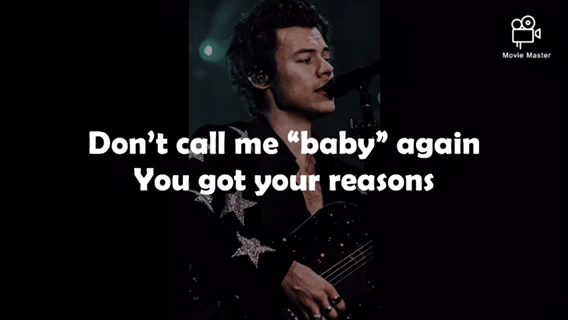 Don’t call me “baby” again
You got your reasons
Movie Master